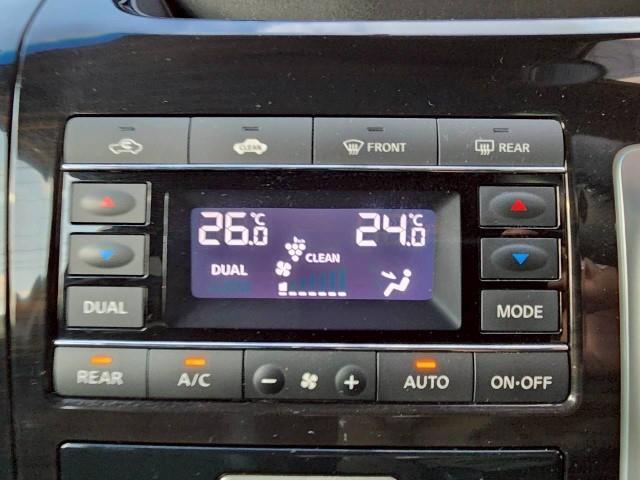 CLEAN FRONT REAR
26.0°C 24.0°C
CLEAN
DUAL
DUAL MODE
REAR A/C - + AUTO ON·OFF